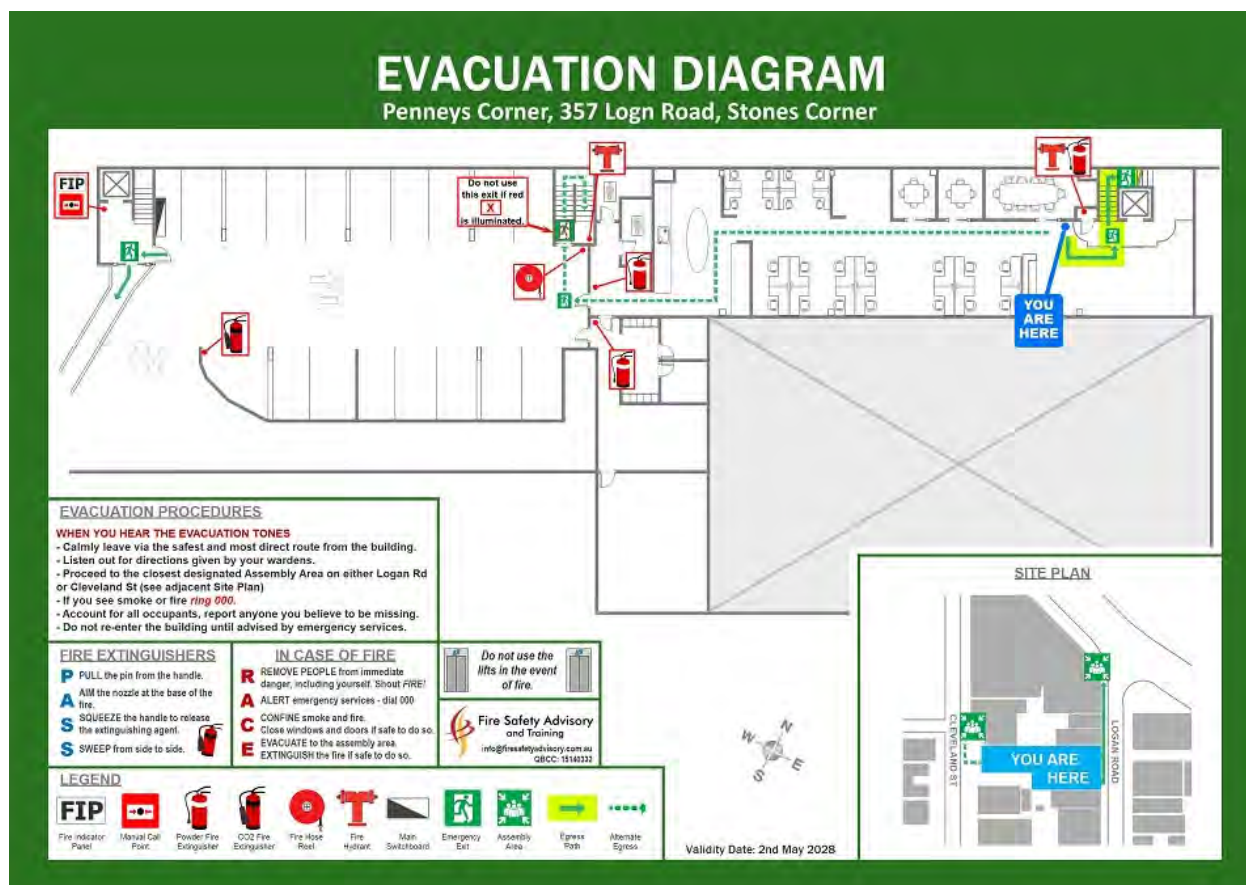 EVACUATION DIAGRAM
Penneys Corner, 357 Logn Road, Stones Corner
FIP
Do not use
this exit if red
X
is illuminated.
YOU
ARE
HERE
EVACUATION PROCEDURES
WHEN YOU HEAR THE EVACUATION TONES
- Calmly leave via the safest and most direct route from the building.
- Listen out for directions given by your wardens.
- Proceed to the closest designated Assembly Area on either Logan Rd
or Cleveland St (see adjacent Site Plan)
- If you see smoke or fire ring 000.
- Account for all occupants, report anyone you believe to be missing.
- Do not re-enter the building until advised by emergency services.
FIRE EXTINGUISHERS
P PULL the pin from the handle.
A AIM the nozzle at the base of the
fire.
S SQUEEZE the handle to release
the extinguishing agent.
S SWEEP from side to side.
IN CASE OF FIRE
R REMOVE PEOPLE from immediate
danger, including yourself. Shout FIRE!
A ALERT emergency services - dial 000
C CONFINE smoke and fire.
Close windows and doors if safe to do so.
E EVACUATE to the assembly area
EXTINGUISH the fire if safe to do so.
Do not use the
lifts in the event
of fire.
Fire Safety Advisory
and Training
info@firesafetyadvisory.com.au
QBCC: 15140332
N
W
E
S
LEGEND
FIP
Fire Indicator
Panel
Manual Call
Point
Powder Fire
Extinguisher
CO2 Fire
Extinguisher
Fire Hose
Reel
Fire
Hydrant
Main
Switchboard
Emergency
Exit
Assembly
Area
Egress
Path
Alternate
Egress
Validity Date: 2nd May 2028
SITE PLAN
CLEVELAND ST
LOGAN ROAD
YOU ARE
HERE